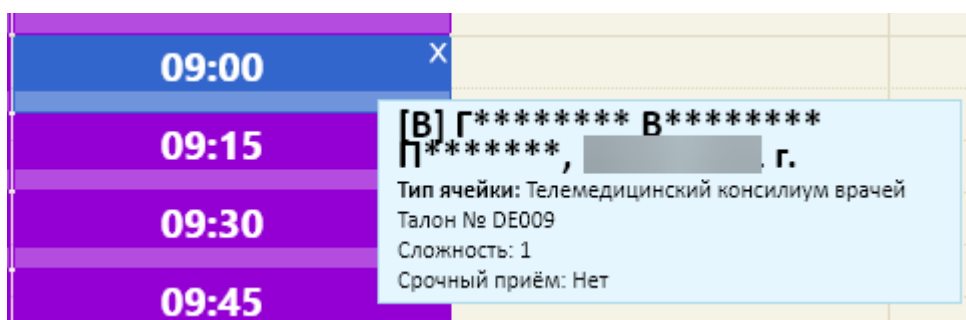 09:00 X
[В] Г******** В********
П*******, г.
09:15
Тип ячейки: Телемедицинский консилиум врачей
09:30
Талон № DE009
Сложность: 1
Срочный приём: Нет
09:45